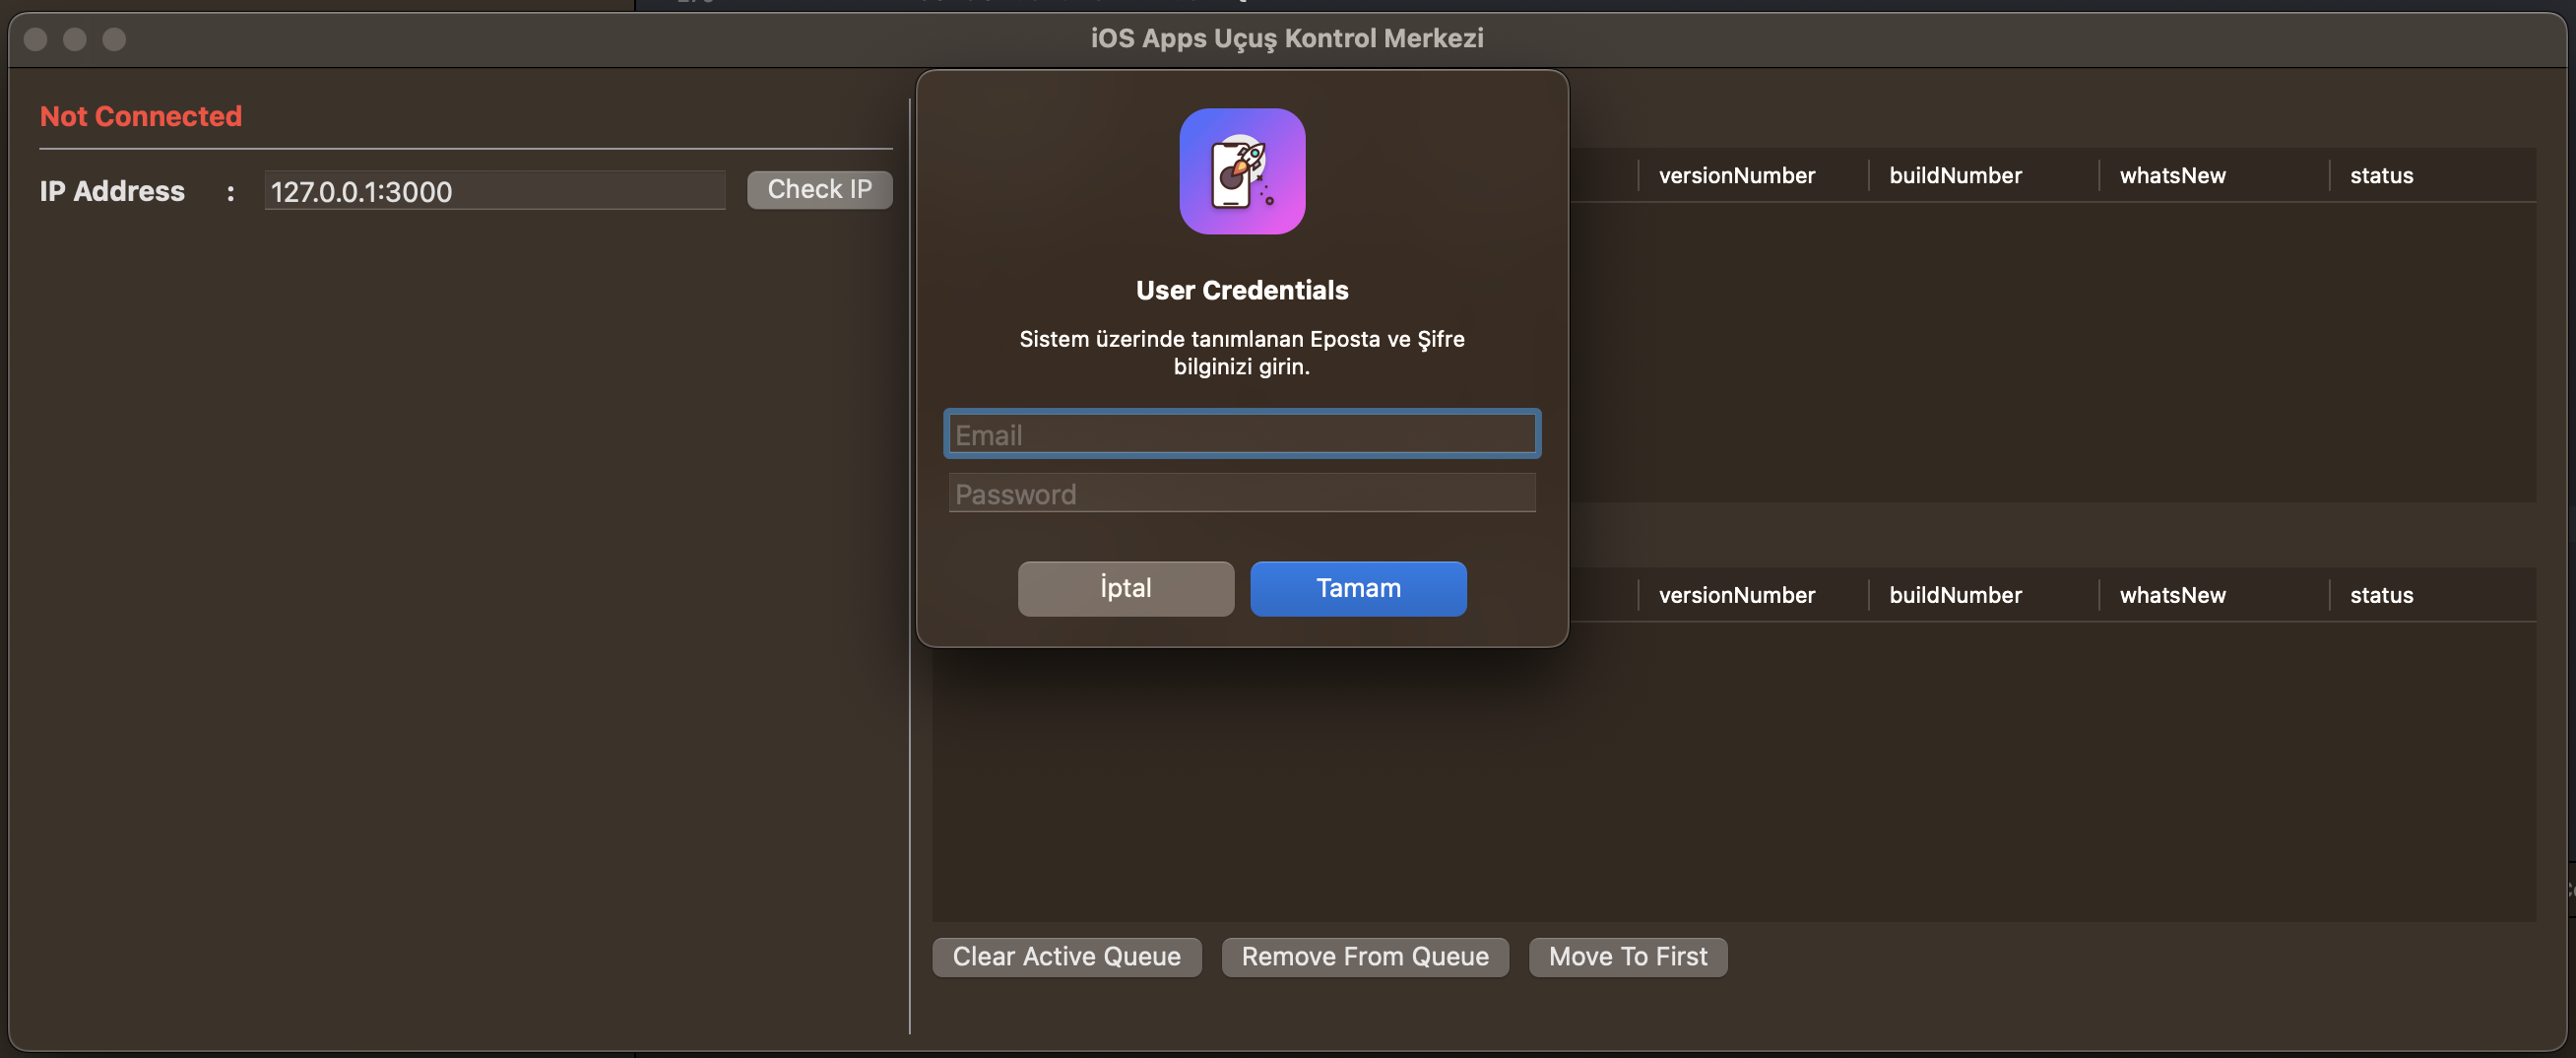 iOS Apps Uçuş Kontrol Merkezi
Not Connected
IP Address : 127.0.0.1:3000 Check IP
User Credentials
Sistem üzerinde tanımlanan Eposta ve Şifre
bilginizi girin.
Email
Password
İptal Tamam
versionNumber buildNumber whatsNew status
versionNumber buildNumber whatsNew status
Clear Active Queue Remove From Queue Move To First